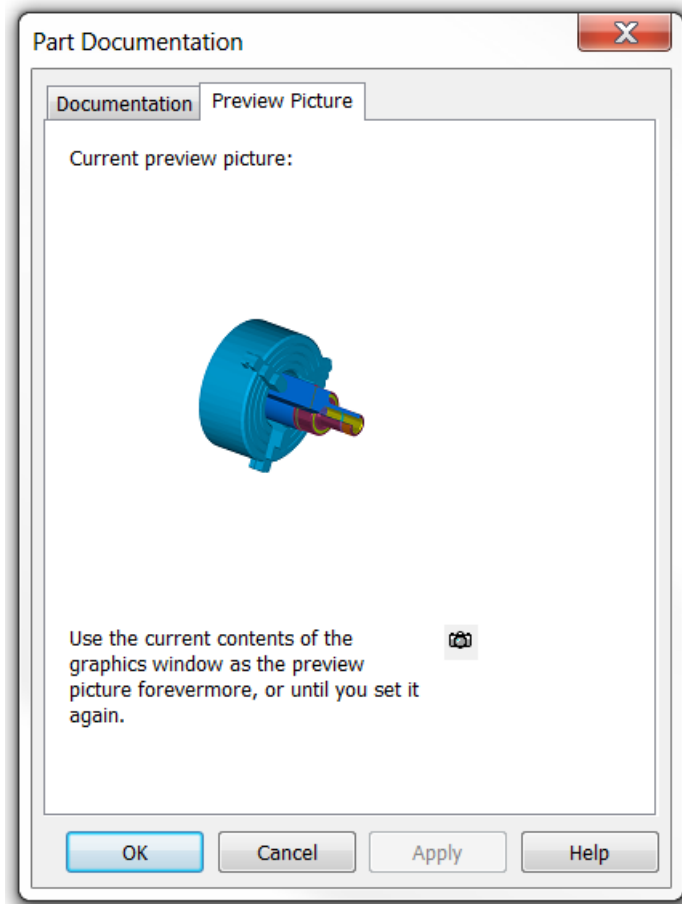 Part Documentation
Documentation
Preview Picture
Current preview picture:
Use the current contents of the
graphics window as the preview
picture forevermore, or until you set it
again.
OK
Cancel
Apply
Help